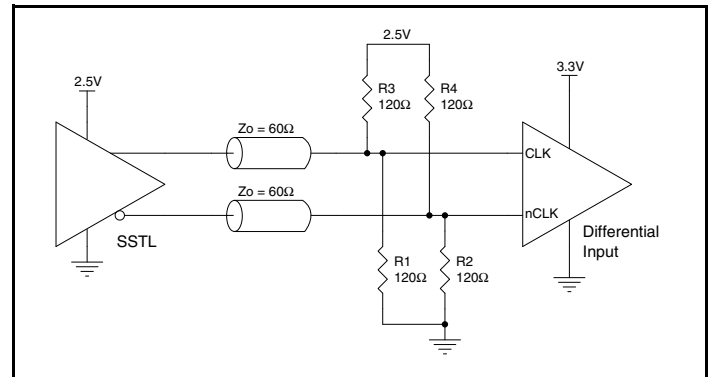 2.5V
3.3V
2.5V
R3
120Ω
R4
120Ω
Zo = 60Ω
CLK
Zo = 60Ω
nCLK
SSTL
Differential
Input
R1
120Ω
R2
120Ω